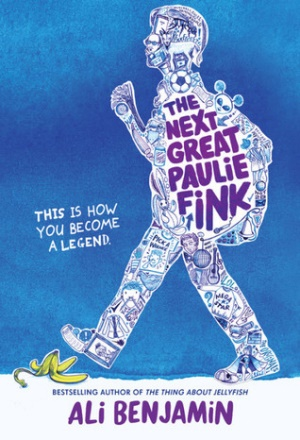 THE
NEXT
GREAT
PAULIE
FINK
THIS IS HOW
YOU BECOME
A LEGEND.
BESTSELLING AUTHOR OF THE THING ABOUT JELLYFISH
ALI BENJAMIN